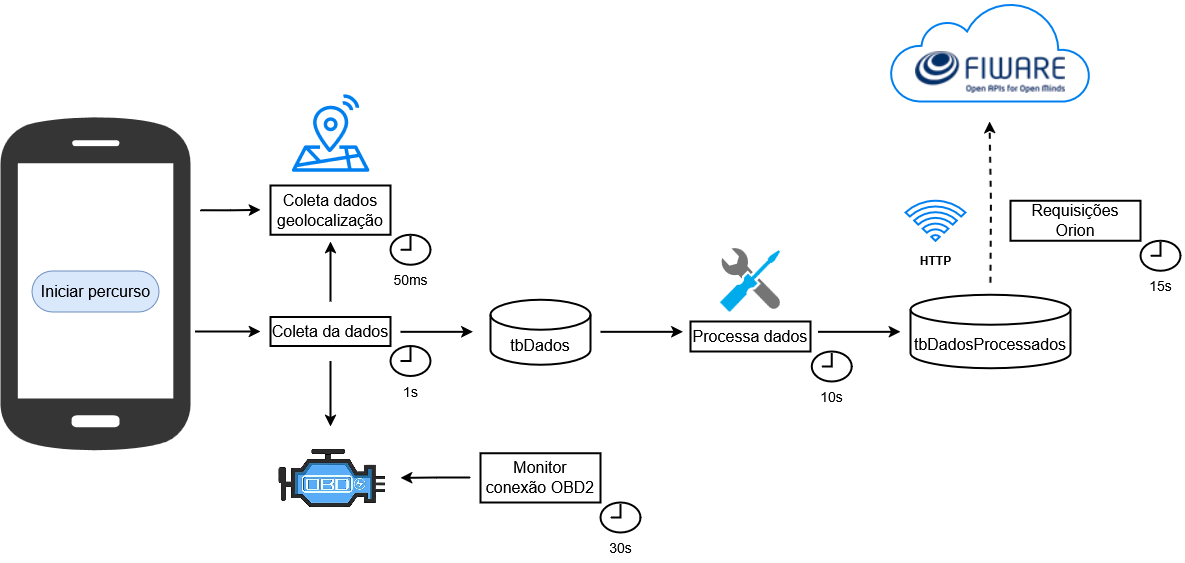 FIWARE
Open APIs for Open Minds
Coleta dados
geolocalização
50ms
Requisições
Orion
15s
HTTP
Iniciar percurso
Coleta da dados
1s
tbDados
Processa dados
10s
tbDadosProcessados
OBD
Monitor
conexão OBD2
30s